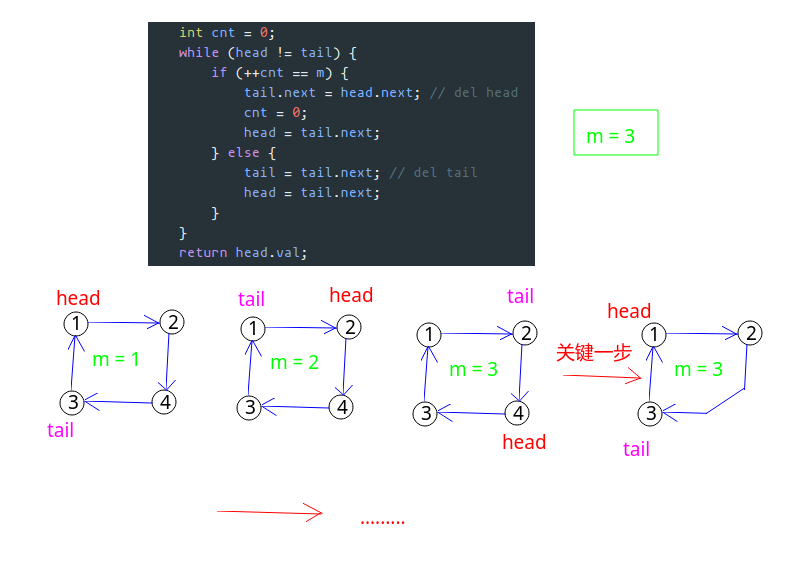 int cnt = 0;
while (head != tail) {
if (++cnt == m) {
tail.next = head.next; // del head
cnt = 0;
head = tail.next;
} else {
tail = tail.next; // del tail
head = tail.next;
}
}
return head.val;
m = 3
head
1
2
m = 1
3
4
tail
tail
head
1
2
m = 2
3
4
tail
1
2
m = 3
3
4
head
关键一步
head
1
2
m = 3
3
tail
.........